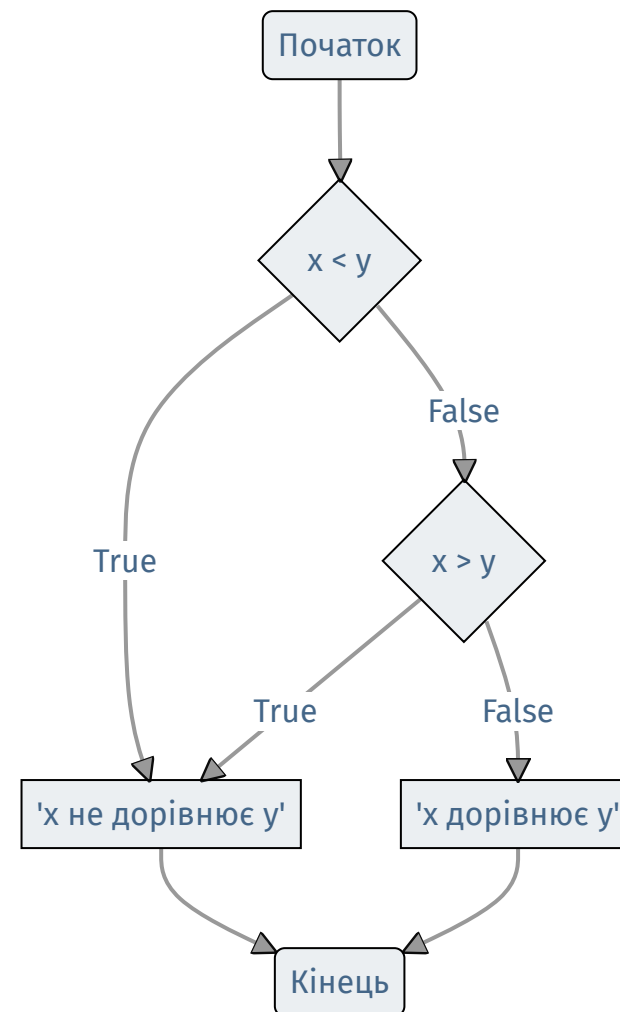 Початок
x < y
False
True
x > y
True
False
'x не дорівнює y'
'x дорівнює y'
Кінець